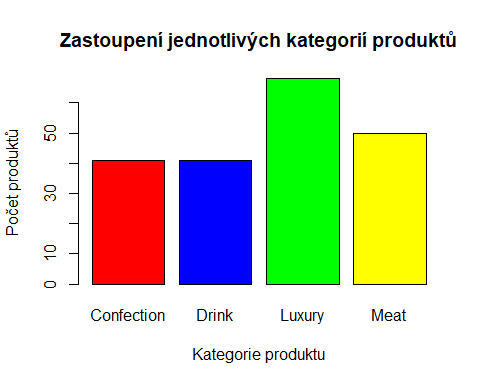 Zastoupení jednotlivých kategorií produktů
Počet produktů
50
30
10
0
Confection Drink Luxury Meat
Kategorie produktu